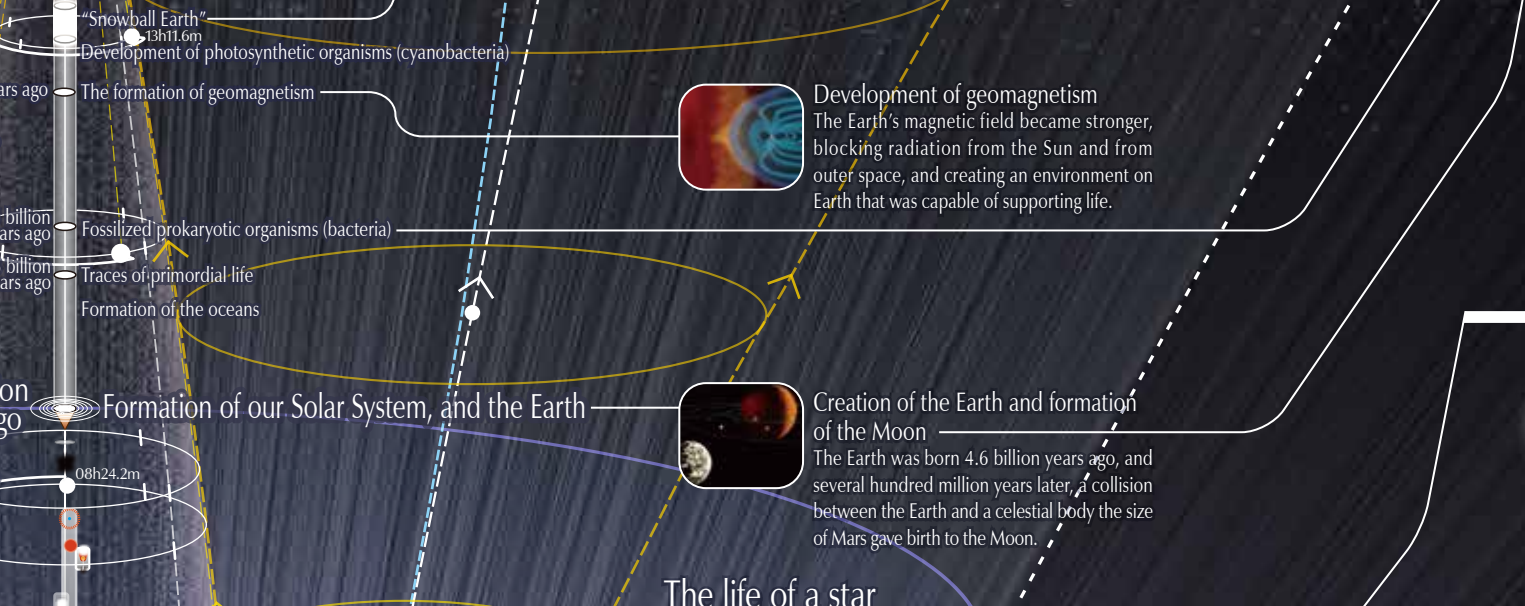 "Snowball Earth"
13h11.6m
Development of photosynthetic organisms (cyanobacteria)
ars ago
The formation of geomagnetism
Development of geomagnetism
The Earth's magnetic field became stronger,
blocking radiation from the Sun and from
outer space, and creating an environment on
Earth that was capable of supporting life.
billion
ars ago
Fossilized prokaryotic organisms (bacteria)
billion
ars ago
Traces of primordial life
Formation of the oceans
on
go
Formation of our Solar System, and the Earth
Creation of the Earth and formation
of the Moon
The Earth was born 4.6 billion years ago, and
several hundred million years later, a collision
between the Earth and a celestial body the size
of Mars gave birth to the Moon.
08h24.2m
The life of a star